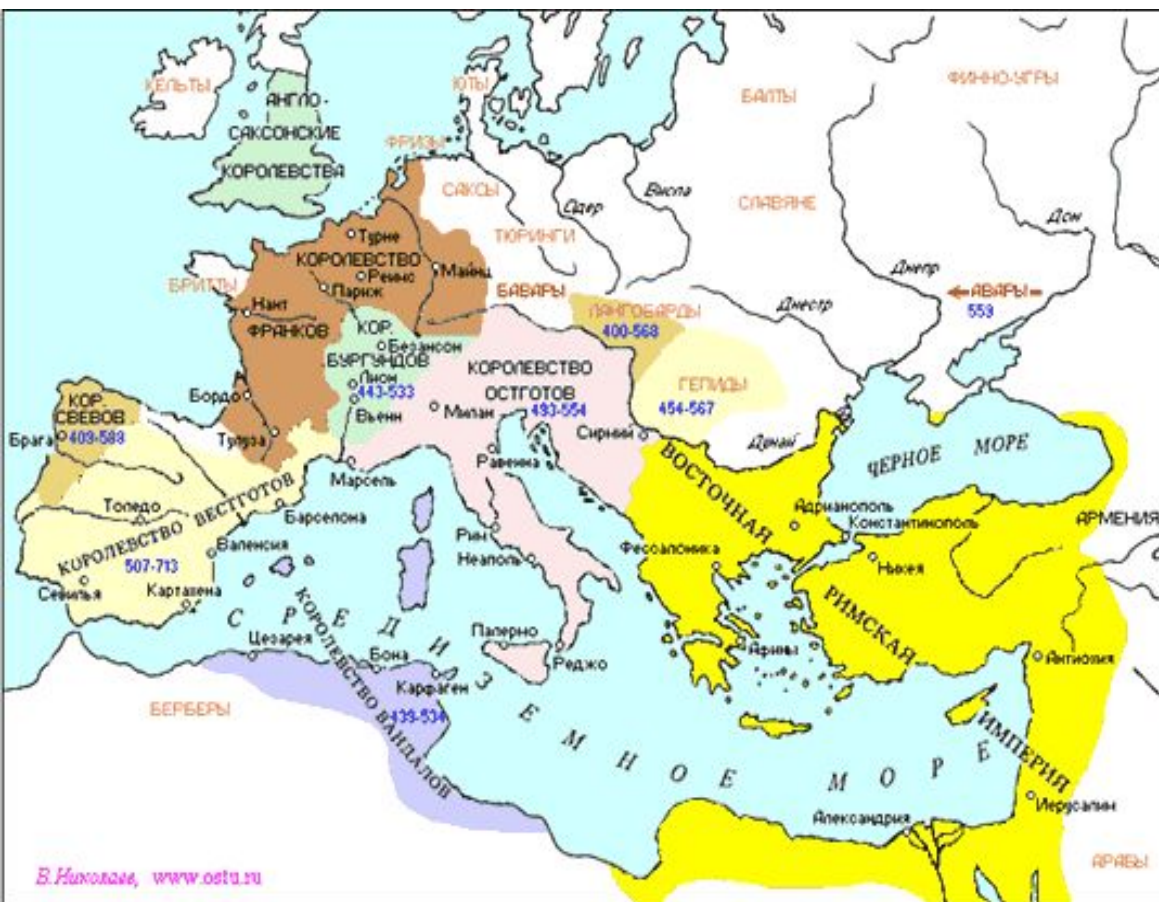 КЕЛЬТЫ
АНГЛО-
САКСОНСКИЕ
КОРОЛЕВСТВА
ЮТЫ
ФРИЗЫ
САКСЫ
ТЮРИНГИ
БАЛТЫ
ФИННО-УГРЫ
СЛАВЯНЕ
Одер
Висла
Дон
Днепр
Днестр
АВАРЫ
559
БРИТТЫ
Турне
КОРОЛЕВСТВО
Реймс
Майнц
Париж
Нант
ФРАНКОВ
БАВАРЫ
ЛАНГОБАРДЫ
400-568
КОР.
Безансон
БУРГУНДОВ
Лион
443-533
Вьенн
КОРОЛЕВСТВО
ОСТГОТОВ
493-554
Милан
ГЕПИДЫ
454-567
Сирмий
Дунай
Бордо
Тулуза
КОР.
СВЕВОВ
Брага
409-588
Равенна
Марсель
ЧЕРНОЕ МОРЕ
Толедо
КОРОЛЕВСТВО ВЕСТГОТОВ
507-713
Барселона
Валенсия
Севилья
Картахена
Рим
Неаполь
ВОСТОЧНАЯ
РИМСКАЯ
ИМПЕРИЯ
Адрианополь
Константинополь
АРМЕНИЯ
Фессалоника
Никея
Афины
Антиохия
Палермо
Реджо
СРЕДИЗЕМНОЕ МОРЕ
Цезарея
Бона
Карфаген
КОРОЛЕВСТВО ВАНДАЛОВ
439-534
БЕРБЕРЫ
Александрия
Иерусалим
АРАБЫ
В.Николаев, www.ostu.ru